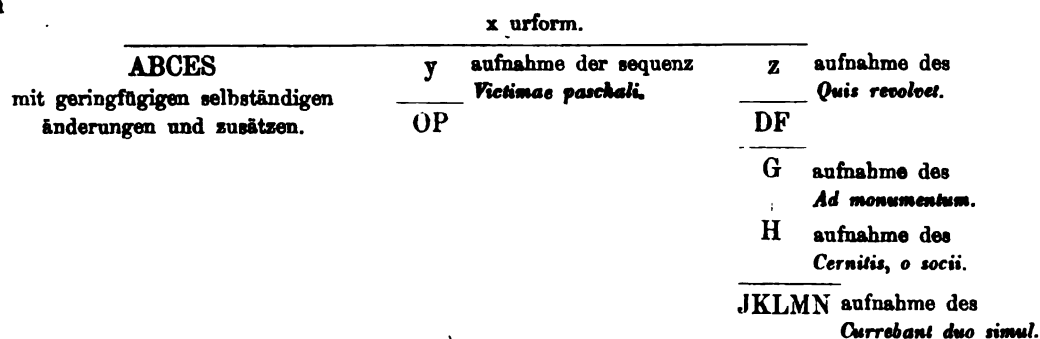 x urform.
ABCES
mit geringfügigen selbständigen
änderungen und zusätzen.
y aufnahme der sequenz
Victimae paschali.
OP
z aufnahme des
Quis revolvet.
DF
G aufnahme des
Ad monumentum.
H aufnahme des
Cernitis, o socii.
JKLMN aufnahme des
Currebant duo simul.